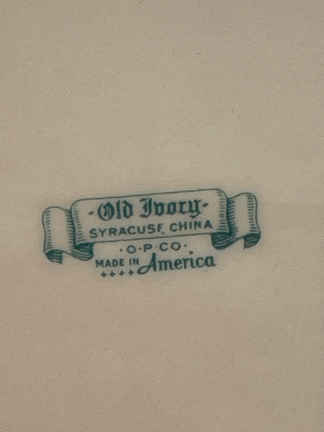 ·Old Ivory·
SYRACUSE, CHINA
·O·P·CO·
MADE IN America